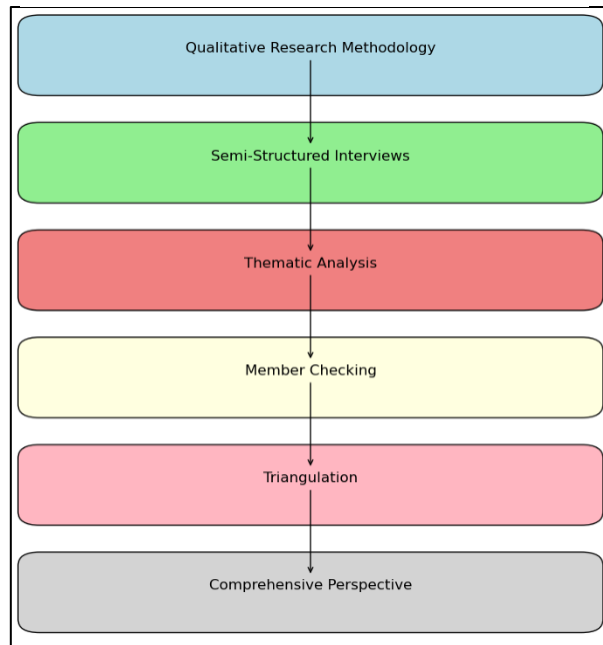 Qualitative Research Methodology
Semi-Structured Interviews
Thematic Analysis
Member Checking
Triangulation
Comprehensive Perspective